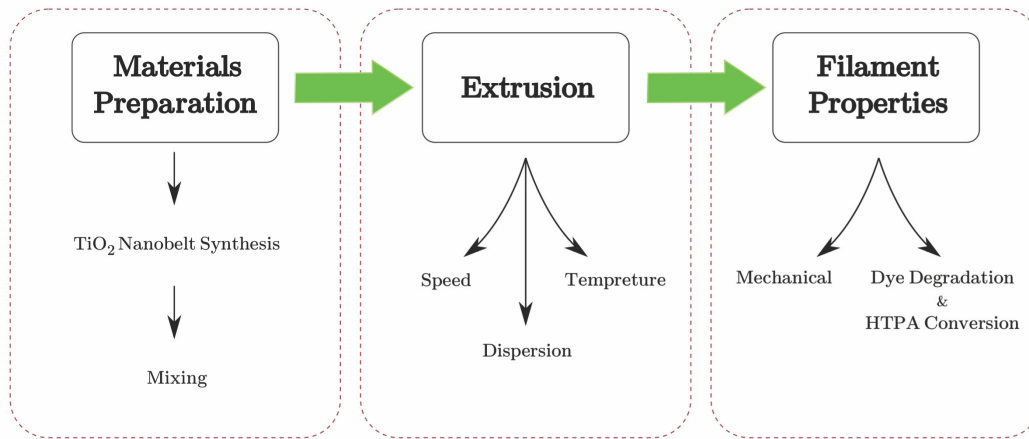 Materials
Preparation
TiO₂ Nanobelt Synthesis
Mixing
Extrusion
Speed
Tempreture
Dispersion
Filament
Properties
Mechanical
Dye Degradation
&
HTPA Conversion